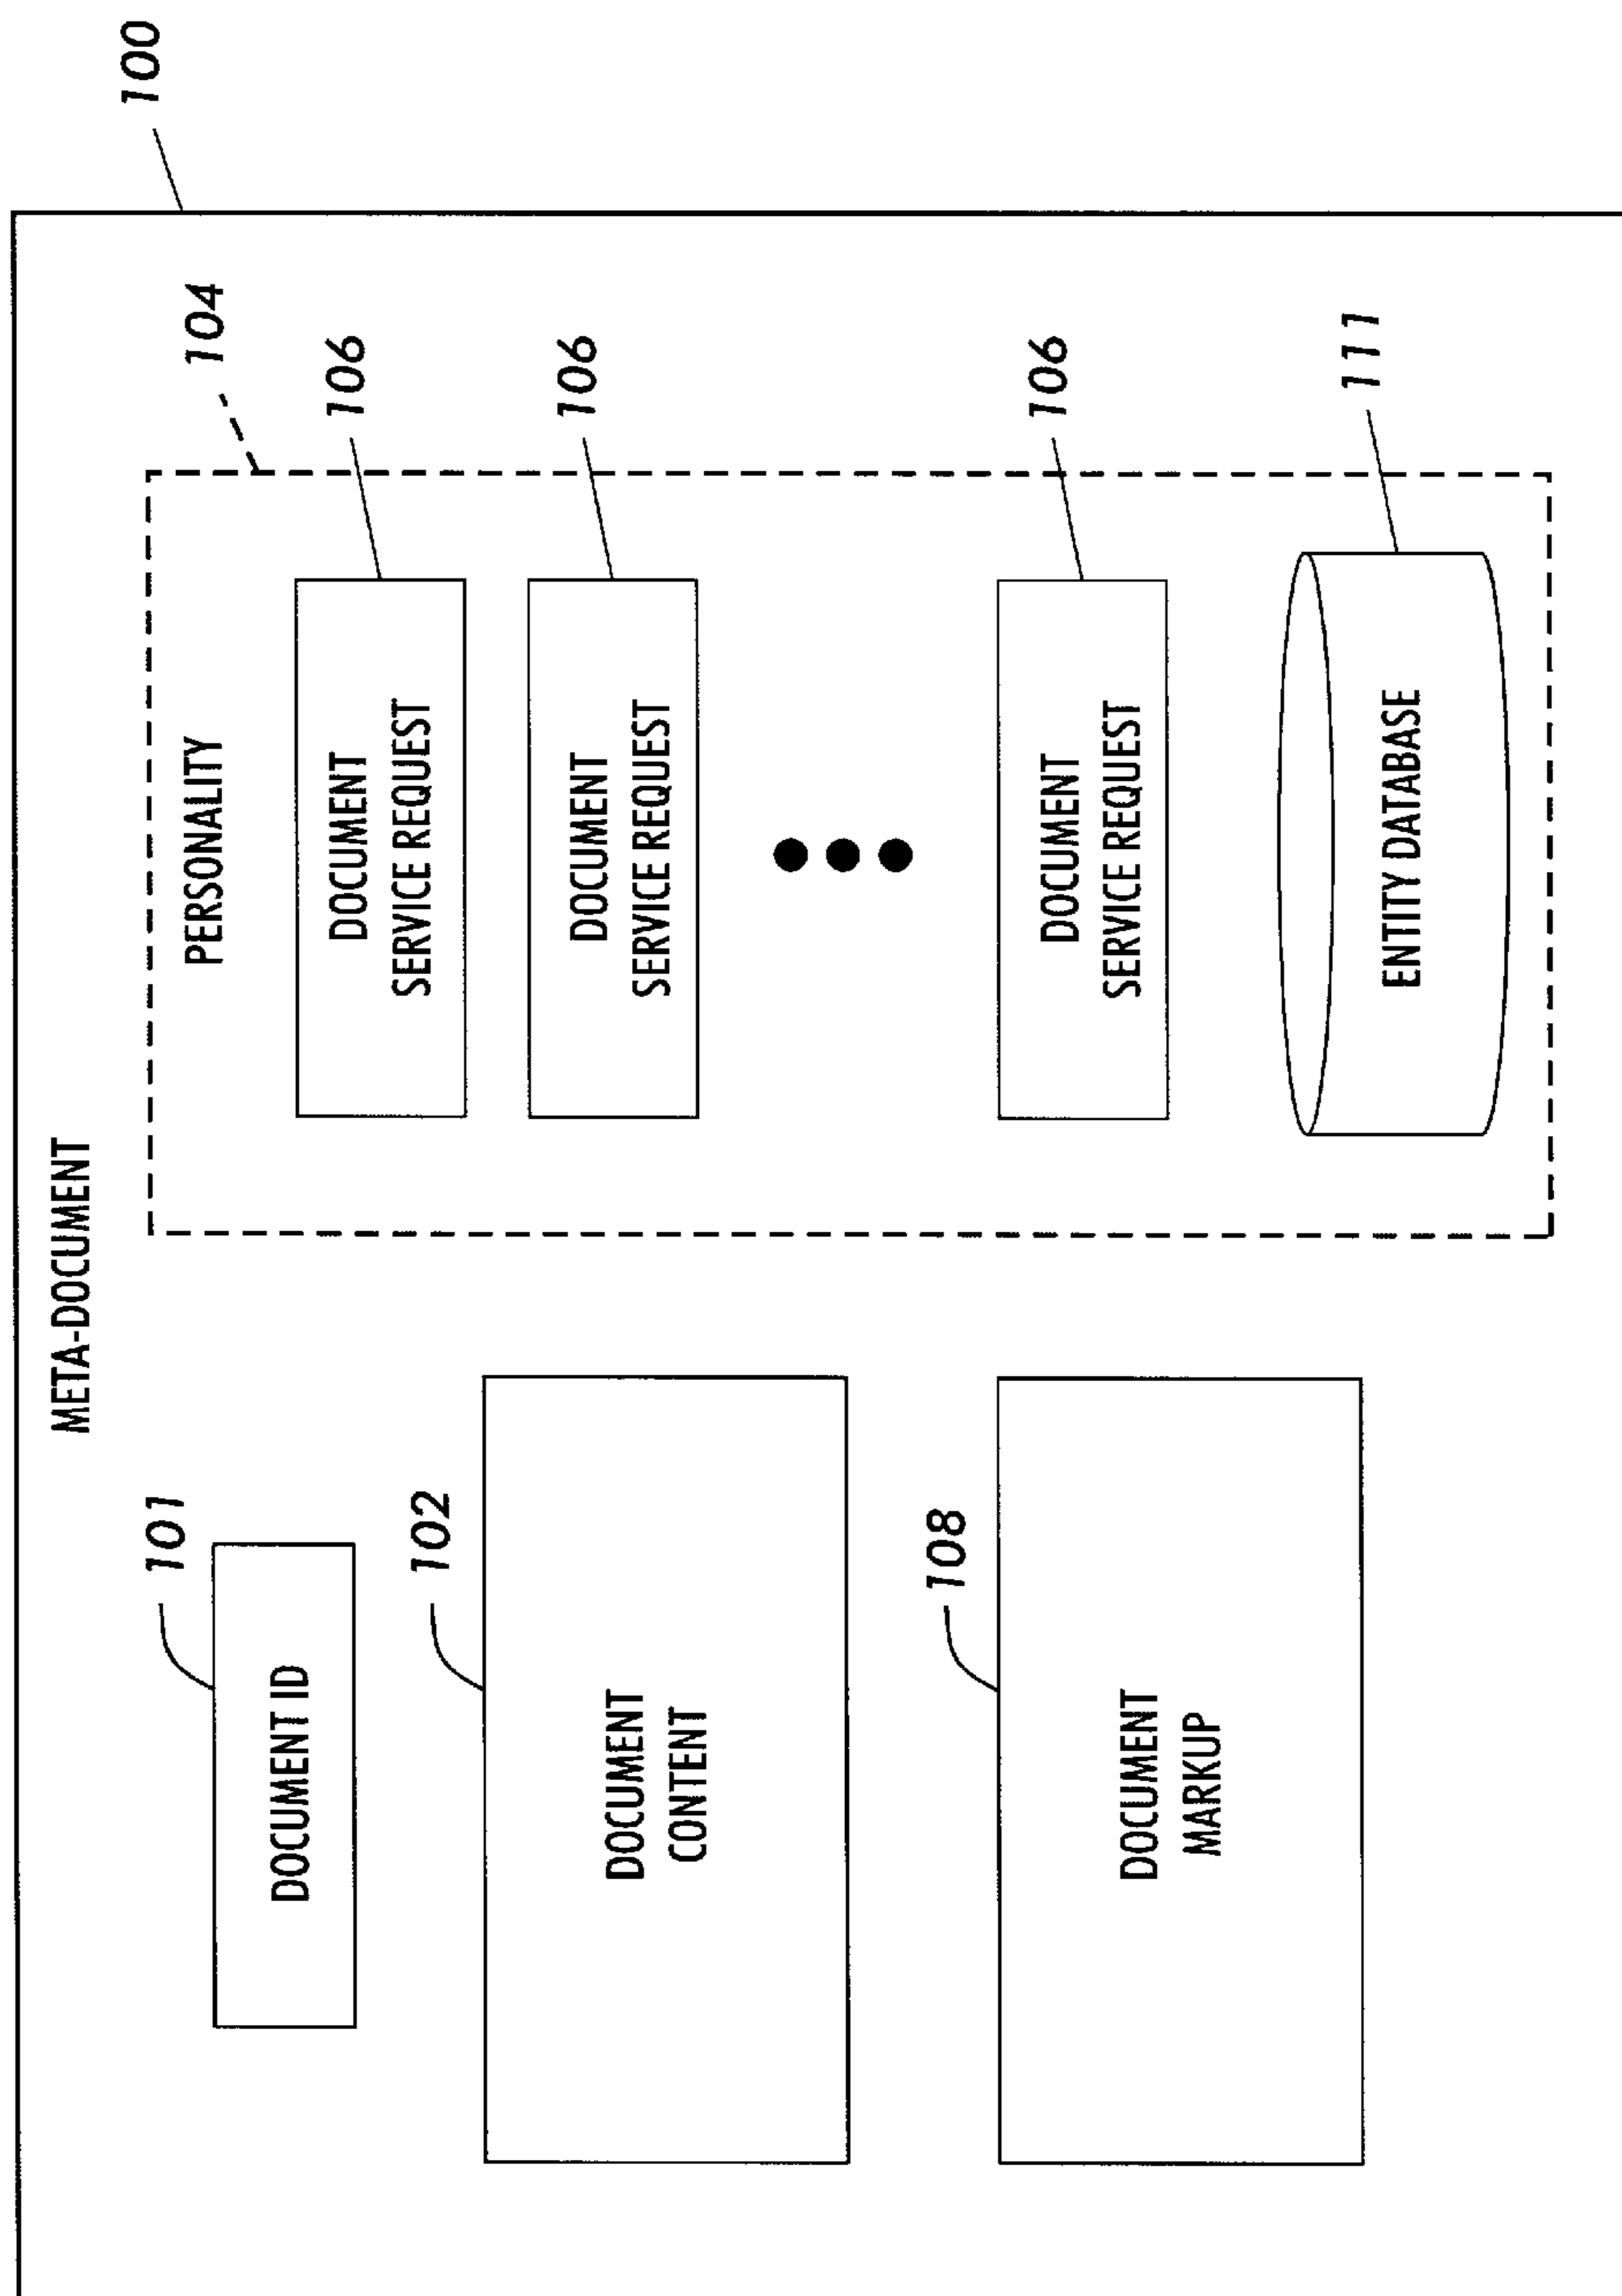 100
META-DOCUMENT
101
DOCUMENT ID
102
DOCUMENT
CONTENT
108
DOCUMENT
MARKUP
104
PERSONALITY
106
DOCUMENT
SERVICE REQUEST
106
DOCUMENT
SERVICE REQUEST
106
DOCUMENT
SERVICE REQUEST
111
ENTITY DATABASE